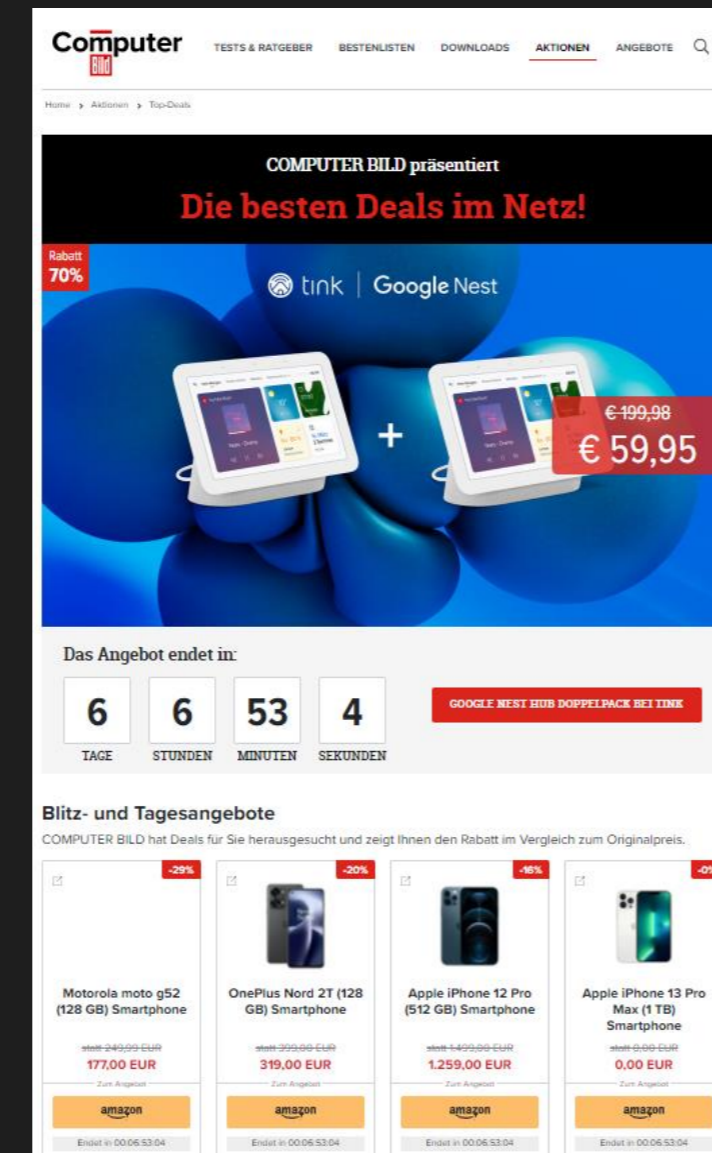 Computer
Bild
TESTS & RATGEBER BESTENLISTEN DOWNLOADS AKTIONEN ANGEBOTE
Home > Aktionen > Top-Deals
COMPUTER BILD präsentiert
Die besten Deals im Netz!
Rabatt
70%
tink | Google Nest
+
€ 199,98
€ 59,95
Das Angebot endet in:
6 6 53 4
TAGE STUNDEN MINUTEN SEKUNDEN
GOOGLE NEST HUB DOPPELPACK BEI TINK
Blitz- und Tagesangebote
COMPUTER BILD hat Deals für Sie herausgesucht und zeigt Ihnen den Rabatt im Vergleich zum Originalpreis.
-29%
Motorola moto g52
(128 GB) Smartphone
statt 249,99 EUR
177,00 EUR
Zum Angebot
amazon
Endet in 00:06:53:04
-20%
OnePlus Nord 2T (128
GB) Smartphone
statt 399,00 EUR
319,00 EUR
Zum Angebot
amazon
Endet in 00:06:53:04
-16%
Apple iPhone 12 Pro
(512 GB) Smartphone
statt 1.499,00 EUR
1.259,00 EUR
Zum Angebot
amazon
Endet in 00:06:53:04
-0%
Apple iPhone 13 Pro
Max (1 TB)
Smartphone
statt 0,00 EUR
0,00 EUR
Zum Angebot
amazon
Endet in 00:06:53:04